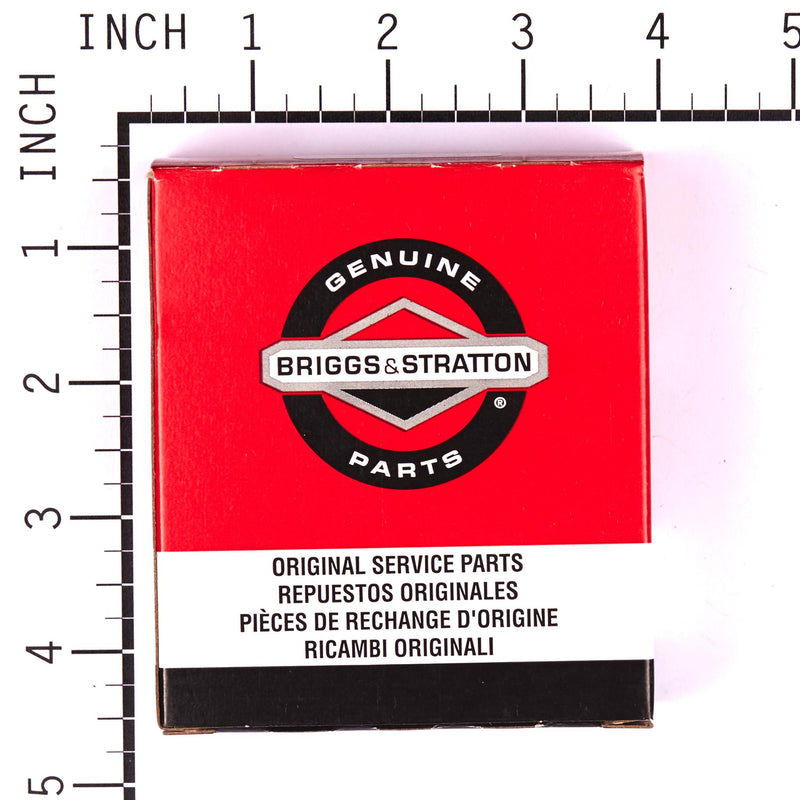 INCH 1 2 3 4 5
INCH
1
2
3
4
5
GENUINE
BRIGGS & STRATTON
®
PARTS
ORIGINAL SERVICE PARTS
REPUESTOS ORIGINALES
PIÈCES DE RECHANGE D'ORIGINE
RICAMBI ORIGINALI